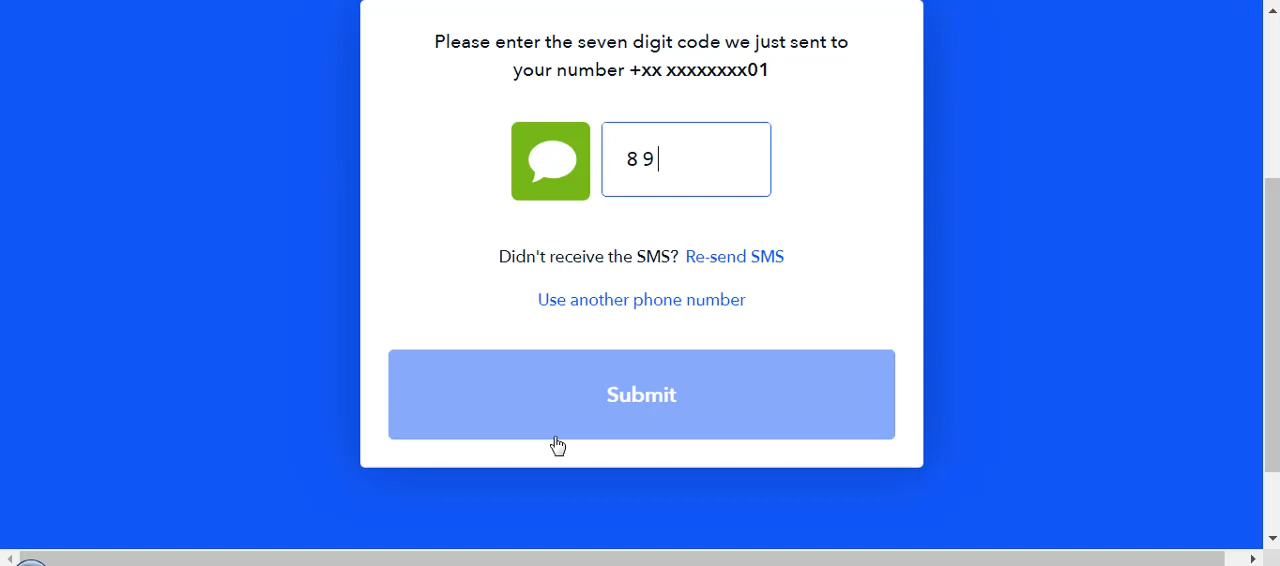 Please enter the seven digit code we just sent to
your number +xx xxxxxxxx01
8 9
Didn't receive the SMS? Re-send SMS
Use another phone number
Submit